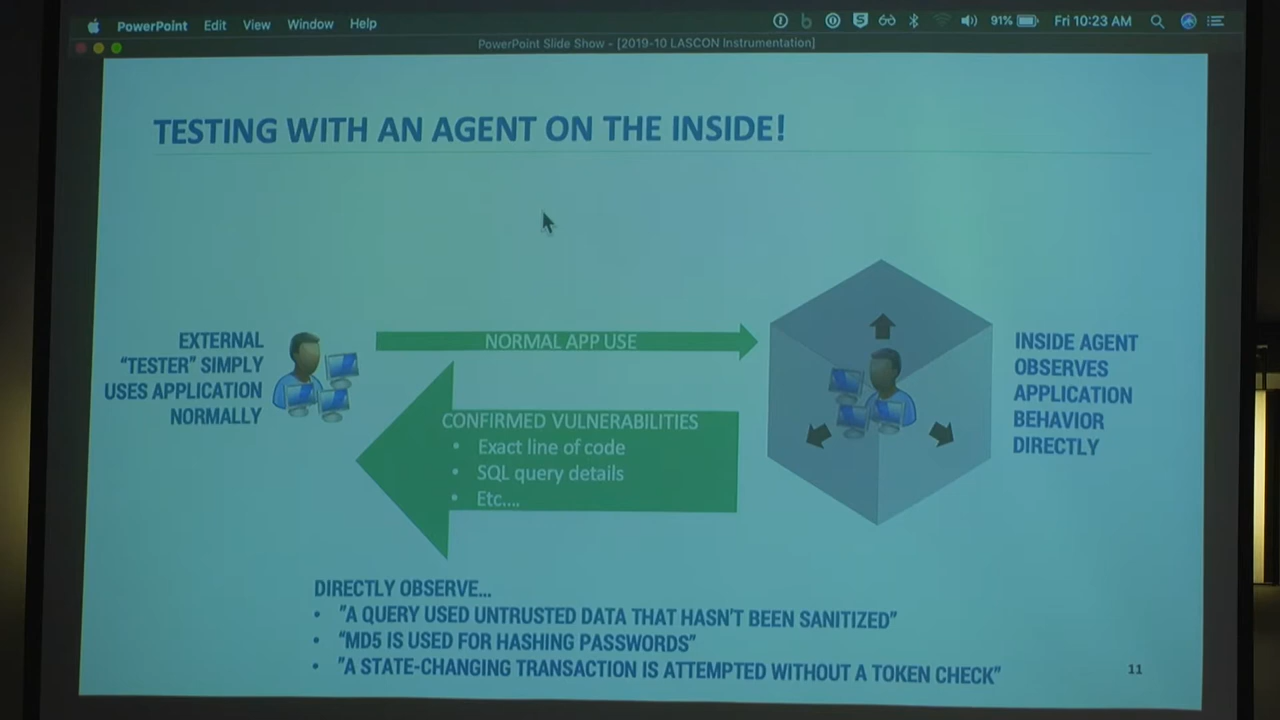 PowerPoint Edit View Window Help 91% Fri 10:23 AM
PowerPoint Slide Show - [2019-10 LASCON Instrumentation]
TESTING WITH AN AGENT ON THE INSIDE!
EXTERNAL
“TESTER” SIMPLY
USES APPLICATION
NORMALLY
NORMAL APP USE
CONFIRMED VULNERABILITIES
• Exact line of code
• SQL query details
• Etc....
INSIDE AGENT
OBSERVES
APPLICATION
BEHAVIOR
DIRECTLY
DIRECTLY OBSERVE...
• ”A QUERY USED UNTRUSTED DATA THAT HASN’T BEEN SANITIZED”
• “MD5 IS USED FOR HASHING PASSWORDS”
• ”A STATE-CHANGING TRANSACTION IS ATTEMPTED WITHOUT A TOKEN CHECK”
11